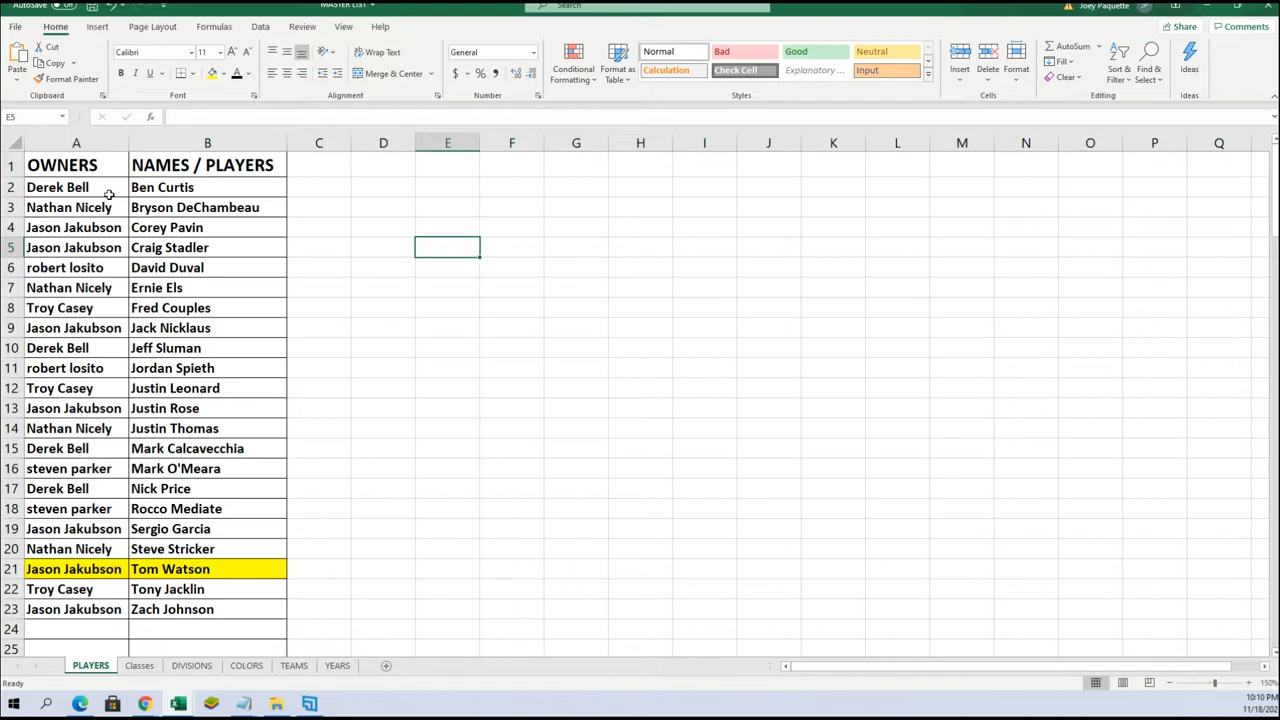 AutoSave Off MASTER LIST Search Joey Paquette JP
File Home Insert Page Layout Formulas Data Review View Help Share Comments
Cut Calibri 11 Wrap Text General Normal Bad Good Neutral AutoSum
Paste Copy Conditional Formatting Format as Table Calculation Check Cell Explanatory ... Input Insert Delete Format Fill Sort & Filter Find & Select Ideas
Format Painter B I U Merge & Center $ % Clear
Clipboard Font Alignment Number Styles Cells Editing Ideas
E5 fx
A B C D E F G H I J K L M N O P Q
1 OWNERS NAMES / PLAYERS
2 Derek Bell Ben Curtis
3 Nathan Nicely Bryson DeChambeau
4 Jason Jakubson Corey Pavin
5 Jason Jakubson Craig Stadler
6 robert losito David Duval
7 Nathan Nicely Ernie Els
8 Troy Casey Fred Couples
9 Jason Jakubson Jack Nicklaus
10 Derek Bell Jeff Sluman
11 robert losito Jordan Spieth
12 Troy Casey Justin Leonard
13 Jason Jakubson Justin Rose
14 Nathan Nicely Justin Thomas
15 Derek Bell Mark Calcavecchia
16 steven parker Mark O'Meara
17 Derek Bell Nick Price
18 steven parker Rocco Mediate
19 Jason Jakubson Sergio Garcia
20 Nathan Nicely Steve Stricker
21 Jason Jakubson Tom Watson
22 Troy Casey Tony Jacklin
23 Jason Jakubson Zach Johnson
24
25
PLAYERS Classes DIVISIONS COLORS TEAMS YEARS
Ready 150%
10:10 PM
11/18/202